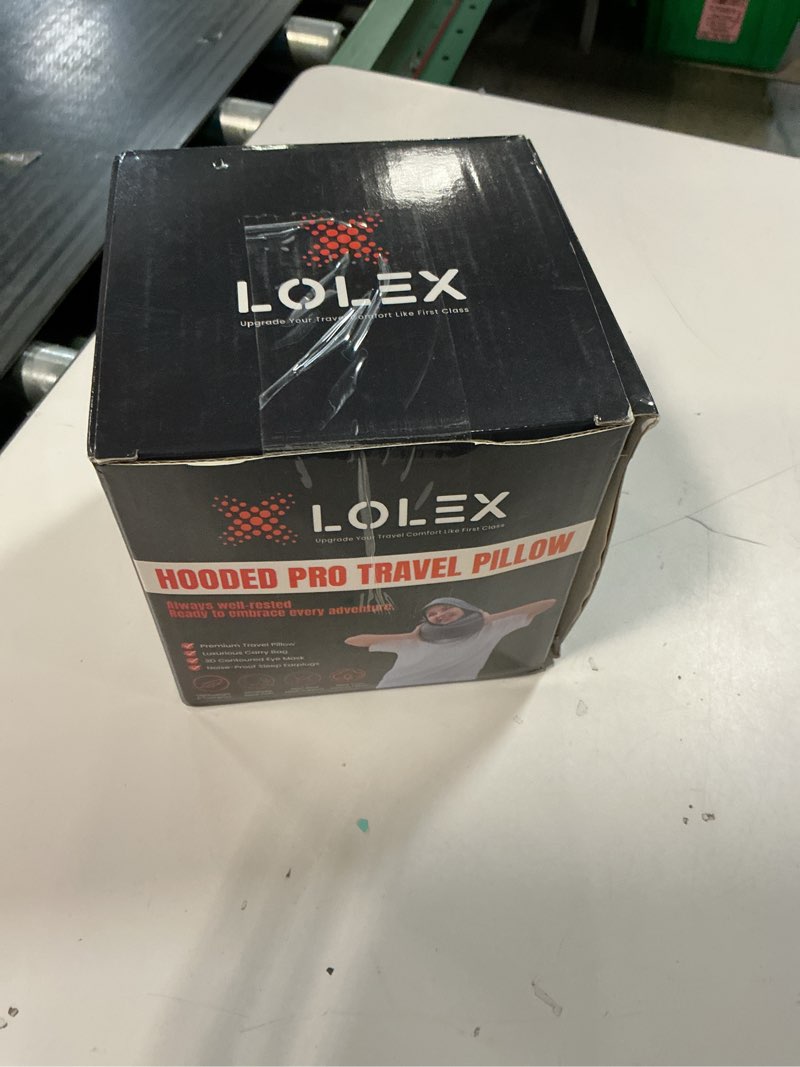 LOLEX
Upgrade Your Travel Comfort Like First Class
LOLEX
Upgrade Your Travel Comfort Like First Class
HOODED PRO TRAVEL PILLOW
Always well-rested
Ready to embrace every adventure.
Premium Travel Pillow
Luxurious Carry Bag
3D Contoured Eye Mask
Noise-Proof Sleep Earplugs